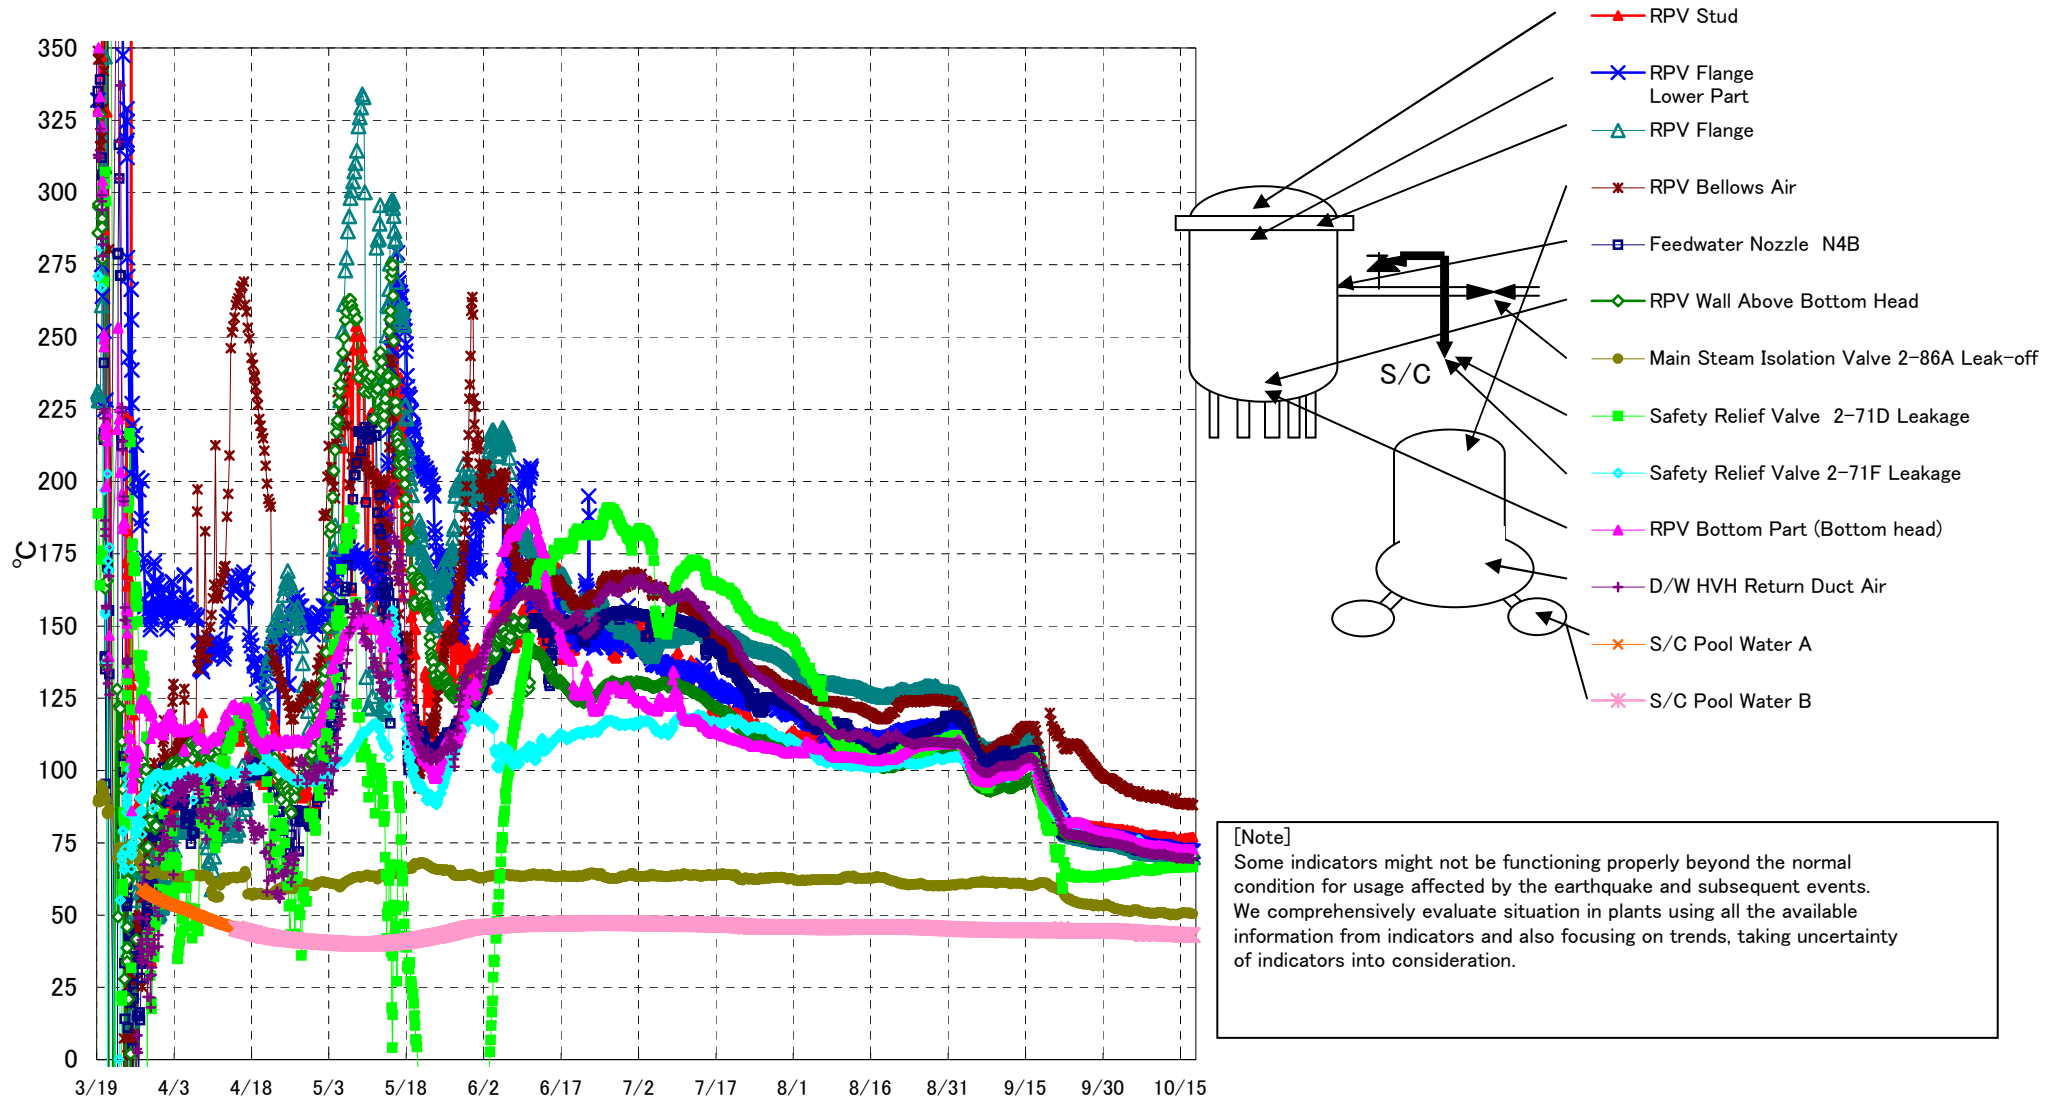 350
325
300
275
250
225
200
175
150
125
100
75
50
25
0
℃
3/19 4/3 4/18 5/3 5/18 6/2 6/17 7/2 7/17 8/1 8/16 8/31 9/15 9/30 10/15
RPV Stud
RPV Flange
Lower Part
RPV Flange
RPV Bellows Air
Feedwater Nozzle N4B
RPV Wall Above Bottom Head
Main Steam Isolation Valve 2-86A Leak-off
Safety Relief Valve 2-71D Leakage
Safety Relief Valve 2-71F Leakage
RPV Bottom Part (Bottom head)
D/W HVH Return Duct Air
S/C Pool Water A
S/C Pool Water B
S/C
[Note]
Some indicators might not be functioning properly beyond the normal
condition for usage affected by the earthquake and subsequent events.
We comprehensively evaluate situation in plants using all the available
information from indicators and also focusing on trends, taking uncertainty
of indicators into consideration.